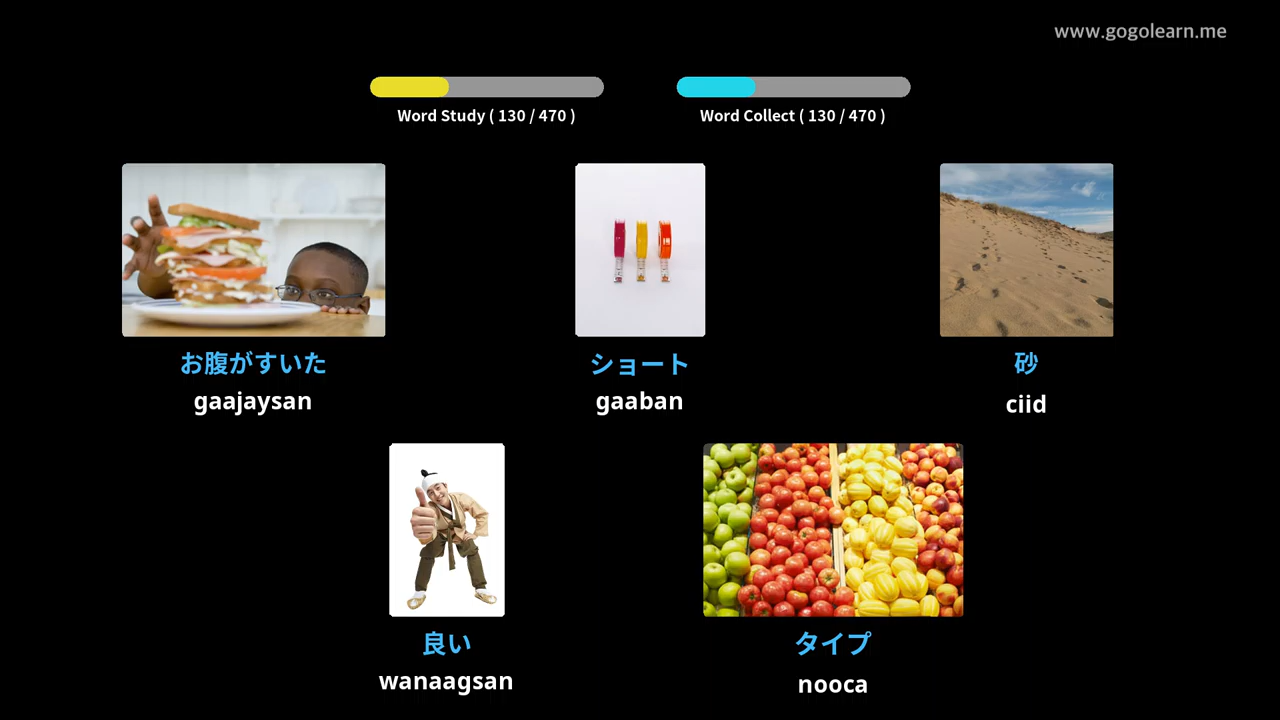 www.gogolearn.me
Word Study ( 130 / 470 )
Word Collect ( 130 / 470 )
お腹がすいた
gaajaysan
ショート
gaaban
砂
ciid
良い
wanaagsan
タイプ
nooca